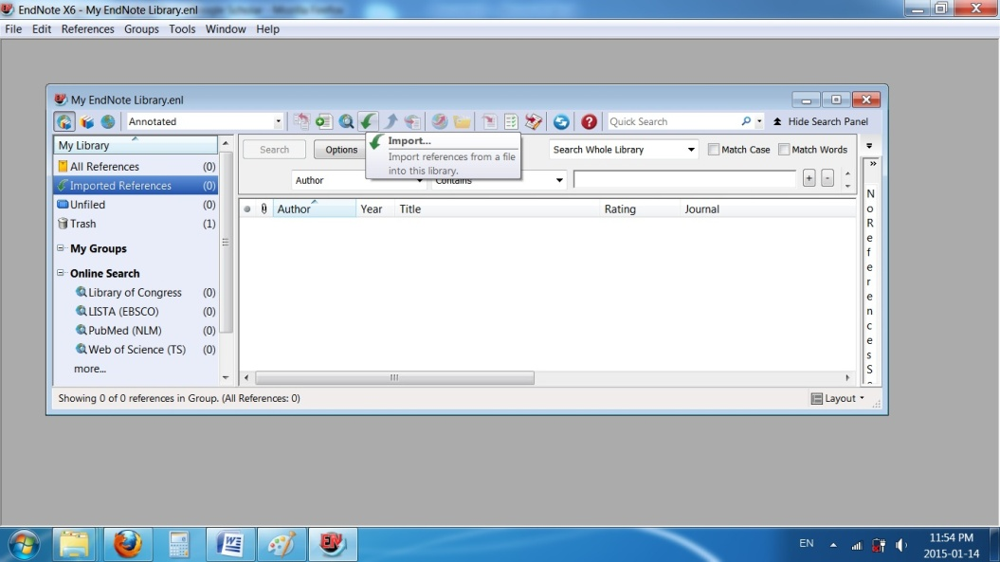 EndNote X6 - My EndNote Library.enl
File Edit References Groups Tools Window Help
My EndNote Library.enl
Annotated
Quick Search
Hide Search Panel
My Library
Search
Options
Import...
Import references from a file
into this library.
Search Whole Library
Match Case
Match Words
Author
Contains
+
-
All References (0)
Imported References (0)
Unfiled (0)
Trash (1)
My Groups
Online Search
Library of Congress (0)
LISTA (EBSCO) (0)
PubMed (NLM) (0)
Web of Science (TS) (0)
more...
Author Year Title Rating Journal
»
N
o
R
e
f
e
r
e
n
c
e
s
S
Showing 0 of 0 references in Group. (All References: 0)
Layout
EN
11:54 PM
2015-01-14